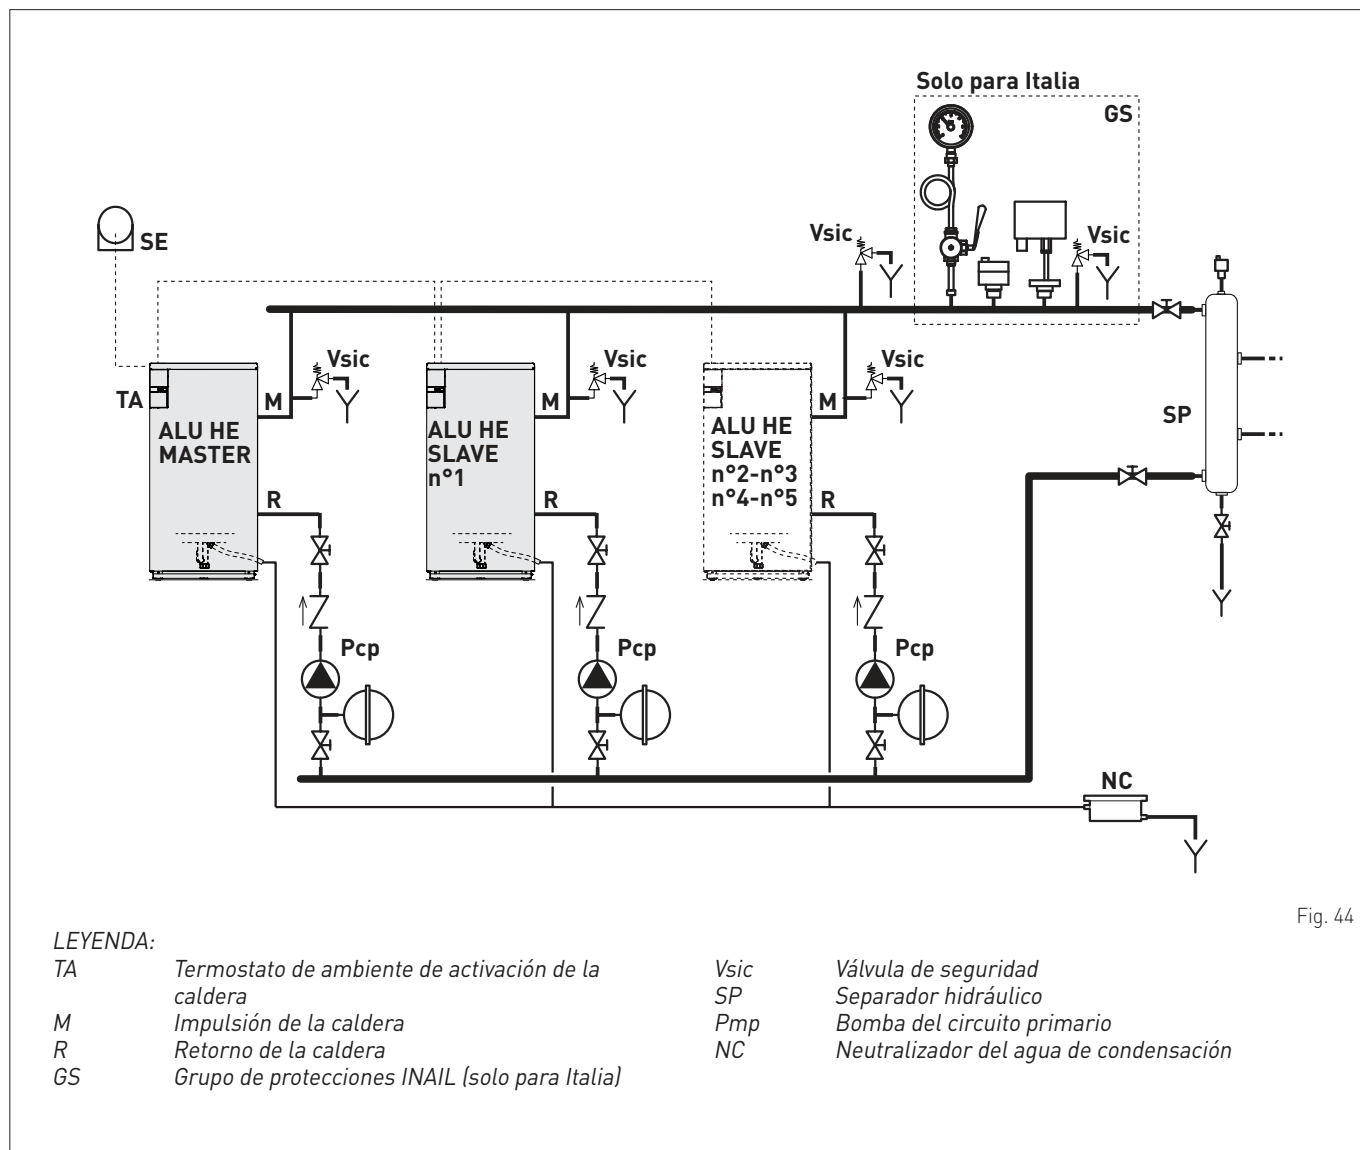 Solo para Italia
GS
SE
Vsic
Vsic
Vsic
Vsic
Vsic
TA
M
M
M
SP
ALU HE
MASTER
ALU HE
SLAVE
n°1
ALU HE
SLAVE
n°2-n°3
n°4-n°5
R
R
R
Pcp
Pcp
Pcp
NC
Fig. 44
LEYENDA:
TA Termostato de ambiente de activación de la
caldera
M Impulsión de la caldera
R Retorno de la caldera
GS Grupo de protecciones INAIL (solo para Italia)
Vsic Válvula de seguridad
SP Separador hidráulico
Pmp Bomba del circuito primario
NC Neutralizador del agua de condensación